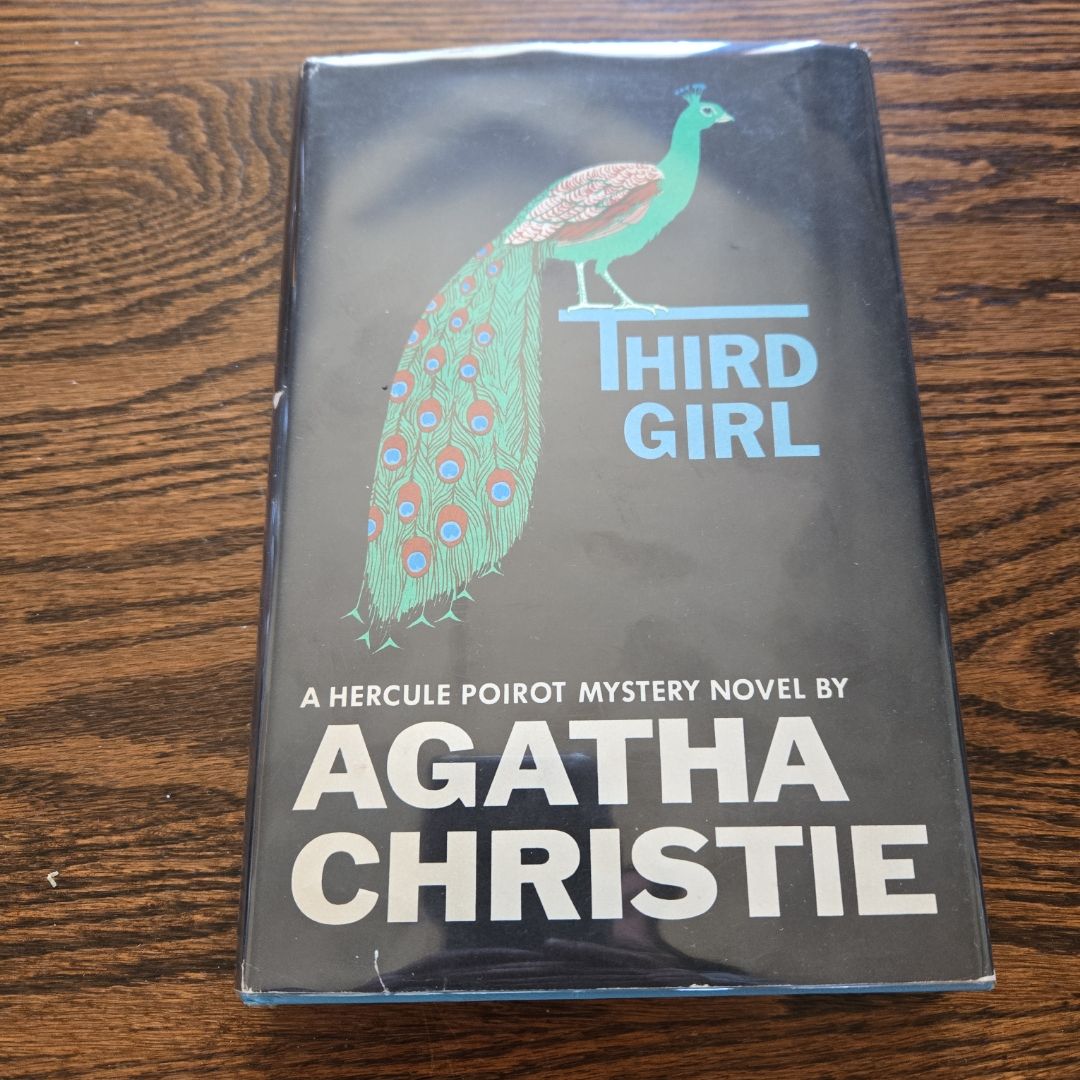 THIRD
GIRL
A HERCULE POIROT MYSTERY NOVEL BY
AGATHA
CHRISTIE